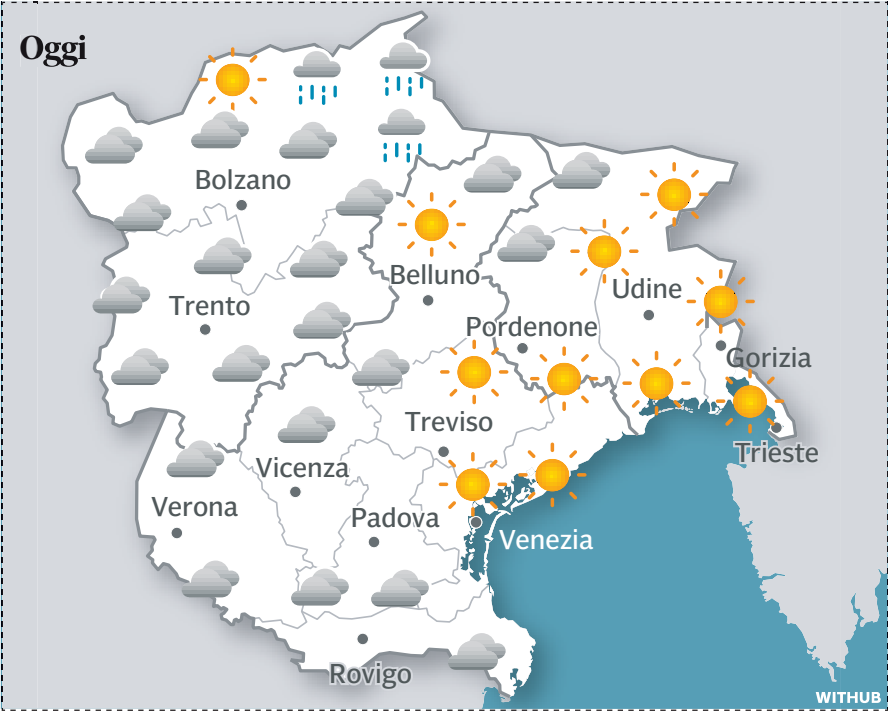 Oggi
Bolzano
Belluno
Trento
Udine
Pordenone
Gorizia
Treviso
Trieste
Vicenza
Verona
Padova
Venezia
Rovigo
WITHUB